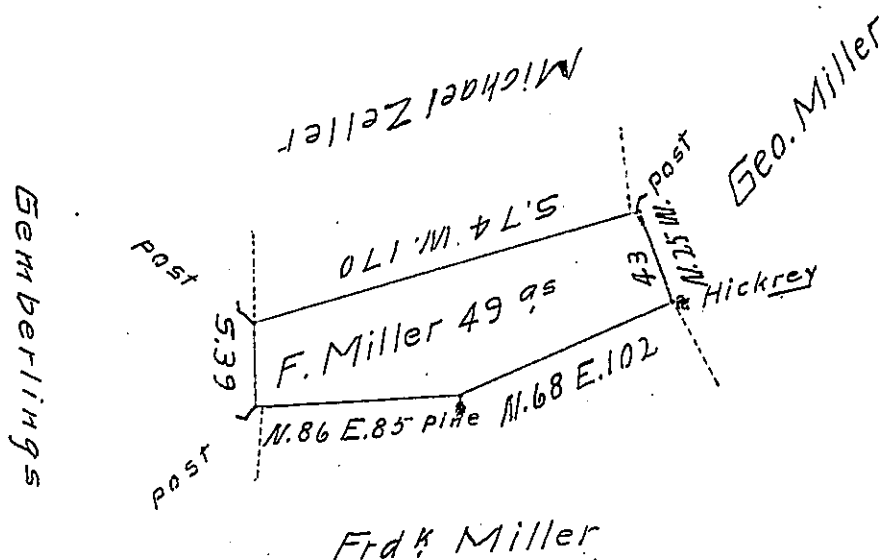 Michael Zeller
Geo. Miller
post
S.74 W. 170
N.25 W.
43
Hickrey
post
Gemberlings
S.39
F. Miller 49 as
N.68 E.102
N.86 E.85 pine
post
Frdk Miller